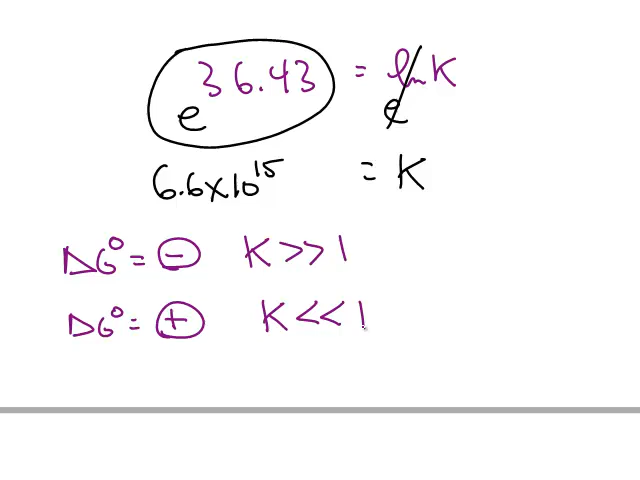 e^36.43 = e^ln K
6.6x10^15 = K
ΔG° = - K >> 1
ΔG° = + K << 1